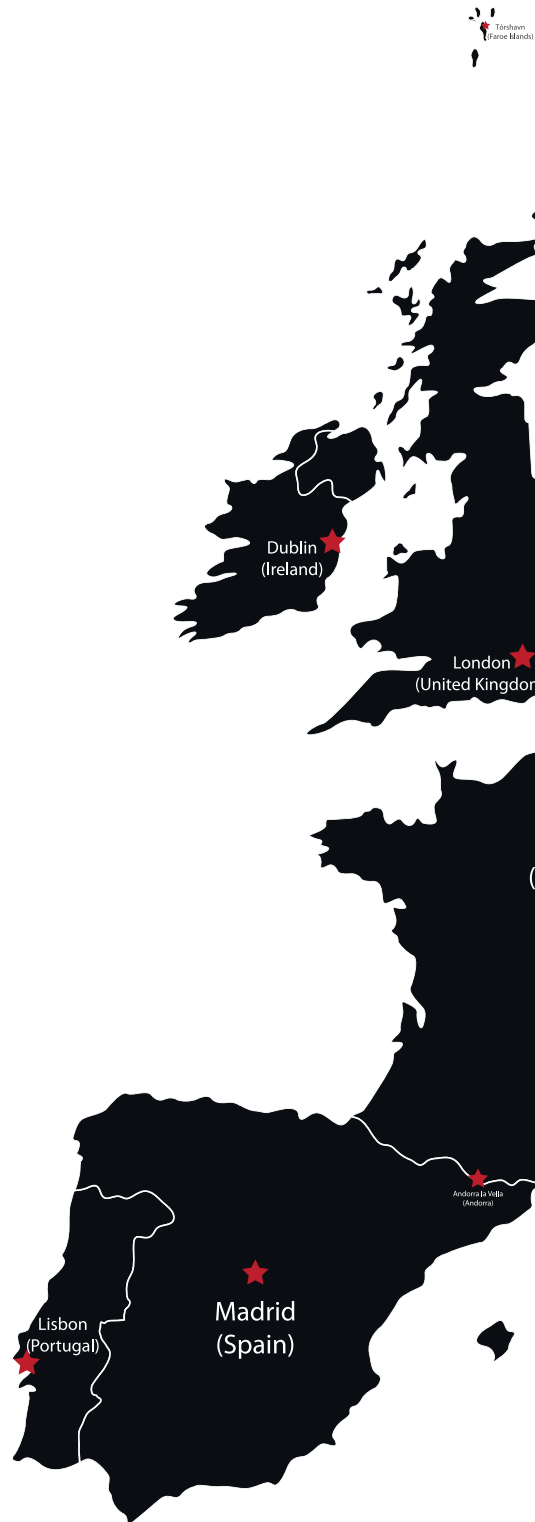 Tórshavn
(Faroe Islands)
Dublin
(Ireland)
London
(United Kingdom
(
Andorra la Vella
(Andorra)
Madrid
(Spain)
Lisbon
(Portugal)